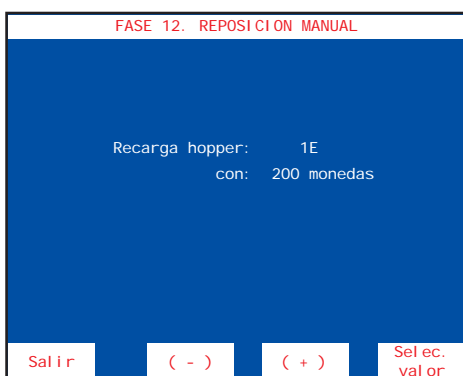 FASE 12. REPOSICION MANUAL
Recarga hopper: 1E
con: 200 monedas
Salir ( - ) ( + ) Selec.
valor